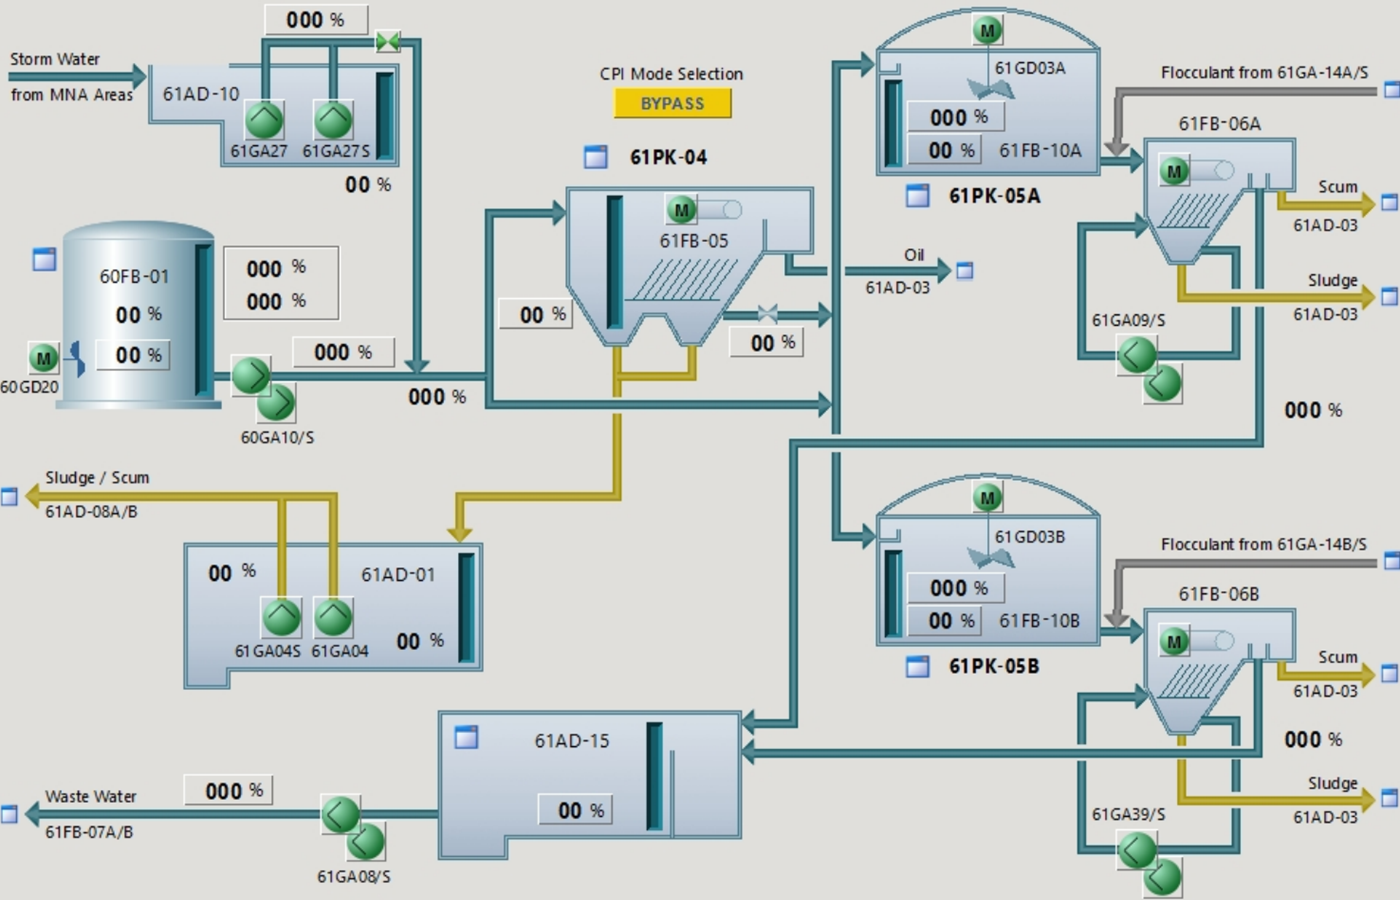 000 %
Storm Water
from MNA Areas
61AD-10
61GA27
61GA27S
00 %
CPI Mode Selection
BYPASS
61PK-04
61FB-05
00 %
Oil
61AD-03
00 %
60FB-01
00 %
00 %
000 %
000 %
M
60GD20
000 %
60GA10/S
000 %
M
M
61GD03A
000 %
00 %
61FB-10A
61PK-05A
Flocculant from 61GA-14A/S
61FB-06A
M
Scum
61AD-03
Sludge
61AD-03
61GA09/S
000 %
Sludge / Scum
61AD-08A/B
00 %
61AD-01
61GA04S
61GA04
00 %
M
61GD03B
000 %
00 %
61FB-10B
61PK-05B
Flocculant from 61GA-14B/S
61FB-06B
M
Scum
61AD-03
000 %
Sludge
61AD-03
61GA39/S
61AD-15
00 %
Waste Water
61FB-07A/B
000 %
61GA08/S